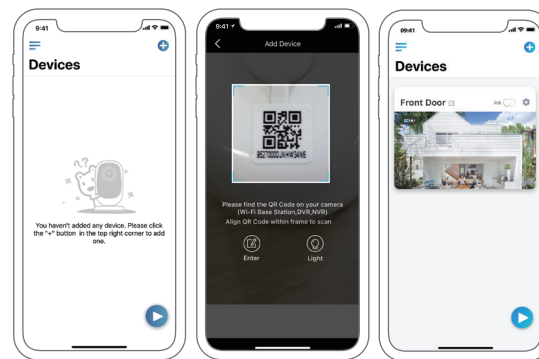 9:41
Devices
You haven't added any device. Please click
the "+" button in the top right corner to add
one.
9:41
Add Device
Please find the QR Code on your camera
(Wi-Fi Base Station,DVR,NVR)
Align QR Code within frame to scan
Enter
Light
09:41
Devices
Front Door
PIR